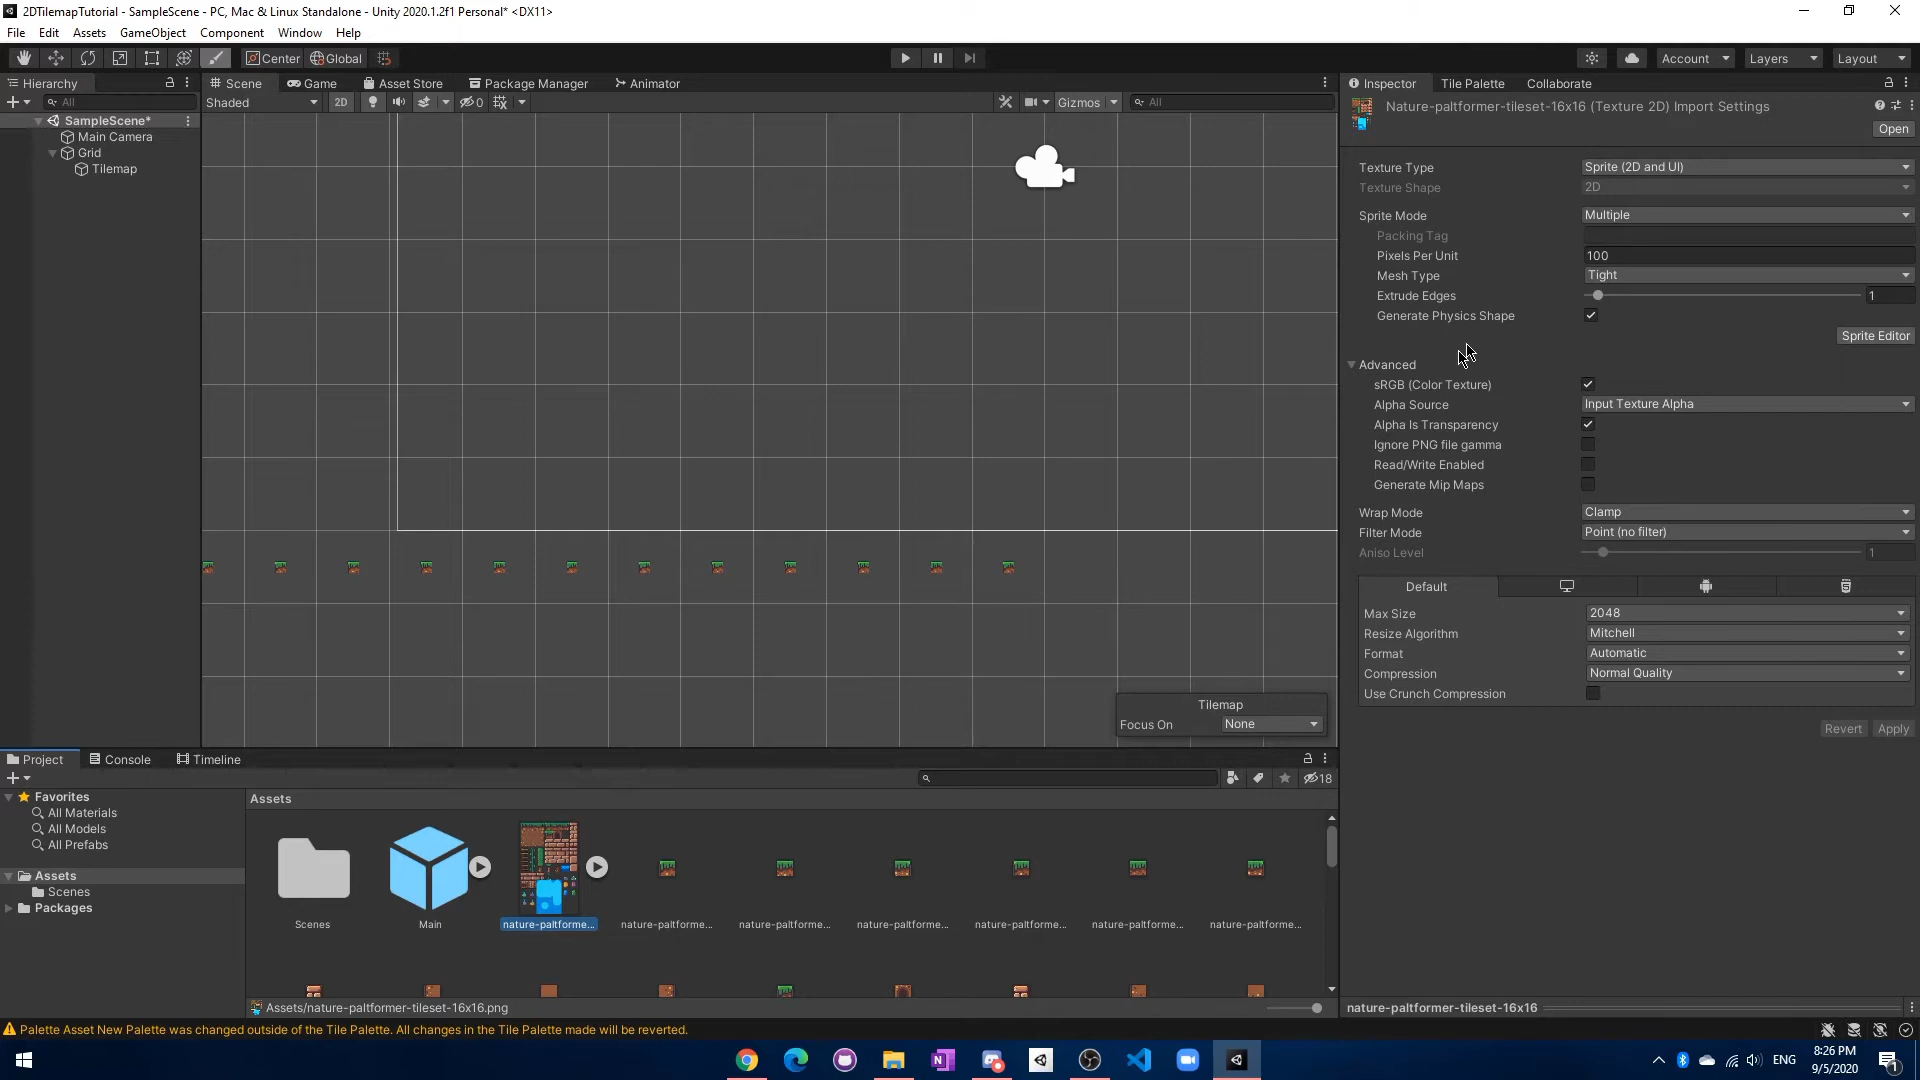 2DTilemapTutorial - SampleScene - PC, Mac & Linux Standalone - Unity 2020.1.2f1 Personal* <DX11>
File Edit Assets GameObject Component Window Help
Center Global Account Layers Layout
Hierarchy
All
SampleScene*
Main Camera
Grid
Tilemap
Scene Game Asset Store Package Manager Animator
Shaded 2D 0 Gizmos All
Tilemap
Focus On None
Inspector Tile Palette Collaborate
Nature-paltformer-tileset-16x16 (Texture 2D) Import Settings
Open
Texture Type Sprite (2D and UI)
Texture Shape 2D
Sprite Mode Multiple
Packing Tag
Pixels Per Unit 100
Mesh Type Tight
Extrude Edges 1
Generate Physics Shape
Sprite Editor
Advanced
sRGB (Color Texture)
Alpha Source Input Texture Alpha
Alpha Is Transparency
Ignore PNG file gamma
Read/Write Enabled
Generate Mip Maps
Wrap Mode Clamp
Filter Mode Point (no filter)
Aniso Level 1
Default
Max Size 2048
Resize Algorithm Mitchell
Format Automatic
Compression Normal Quality
Use Crunch Compression
Revert Apply
Project Console Timeline
18
Favorites
All Materials
All Models
All Prefabs
Assets
Scenes
Packages
Assets
Scenes Main nature-paltforme... nature-paltforme... nature-paltforme... nature-paltforme... nature-paltforme... nature-paltforme... nature-paltforme...
Assets/nature-paltformer-tileset-16x16.png
nature-paltformer-tileset-16x16
Palette Asset New Palette was changed outside of the Tile Palette. All changes in the Tile Palette made will be reverted.
ENG
8:26 PM
9/5/2020
1